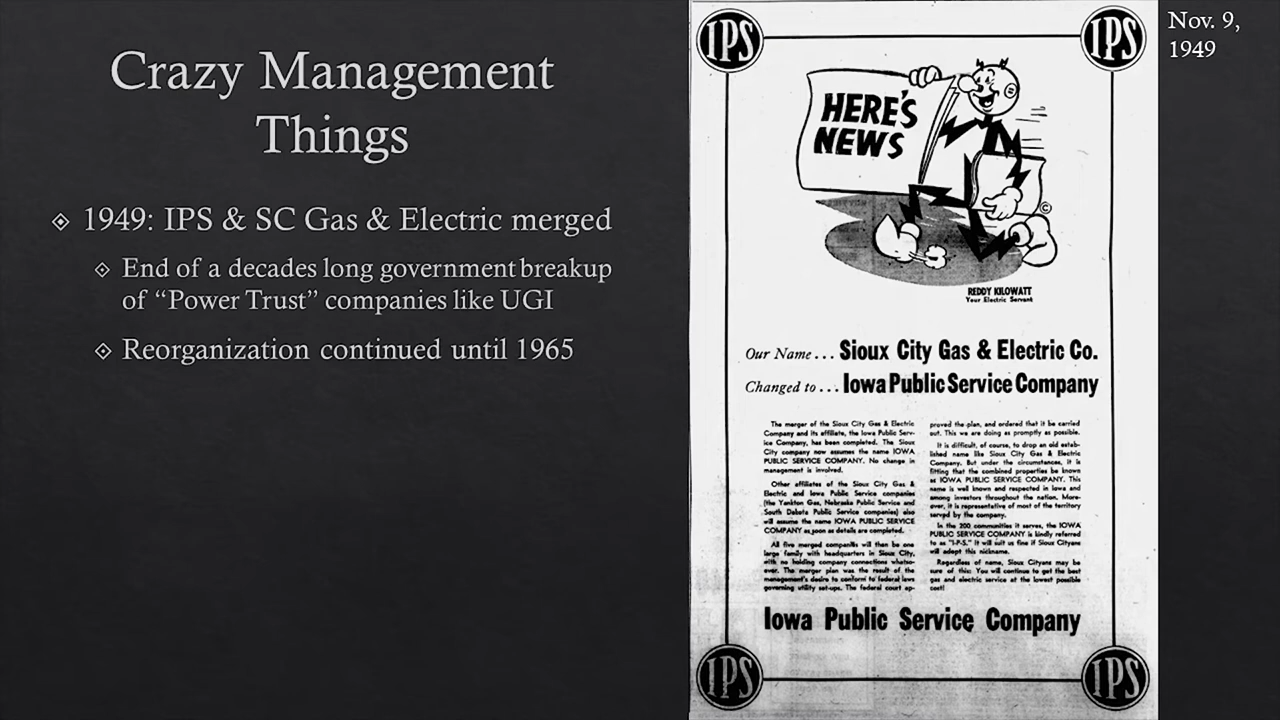 Crazy Management
Things
1949: IPS & SC Gas & Electric merged
End of a decades long government breakup
of “Power Trust” companies like UGI
Reorganization continued until 1965
IPS
IPS
Nov. 9,
1949
HERE'S
NEWS
©
REDDY KILOWATT
Your Electric Servant
Our Name... Sioux City Gas & Electric Co.
Changed to... Iowa Public Service Company
The merger of the Sioux City Gas & Electric
Company and its affiliate, the Iowa Public Serv-
ice Company, has been completed. The Sioux
City company now assumes the name IOWA
PUBLIC SERVICE COMPANY. No change in
management is involved.
Other affiliates of the Sioux City Gas &
Electric and Iowa Public Service companies
(the Yankton Gas, Nebraska Public Service and
South Dakota Public Service companies) also
will assume the name IOWA PUBLIC SERVICE
COMPANY as soon as details are completed.
All five merged companies will then be one
large family with headquarters in Sioux City,
with no holding company connections whatso-
ever. The merger plan was the result of the
management's desire to conform to federal laws
governing utility set-ups. The federal court ap-
proved the plan, and ordered that it be carried
out. This we are doing as promptly as possible.
It is difficult, of course, to drop an old estab-
lished name like Sioux City Gas & Electric
Company. But under the circumstances, it is
fitting that the combined properties be known
as IOWA PUBLIC SERVICE COMPANY. This
name is well known and respected in Iowa and
among investors throughout the nation. More-
over, it is representative of most of the territory
served by the company.
In the 200 communities it serves, the IOWA
PUBLIC SERVICE COMPANY is kindly referred
to as "I-P-S." It will suit us fine if Sioux Cityans
will adopt this nickname.
Regardless of name, Sioux Cityans may be
sure of this: You will continue to get the best
gas and electric service at the lowest possible
cost!
Iowa Public Service Company
IPS
IPS